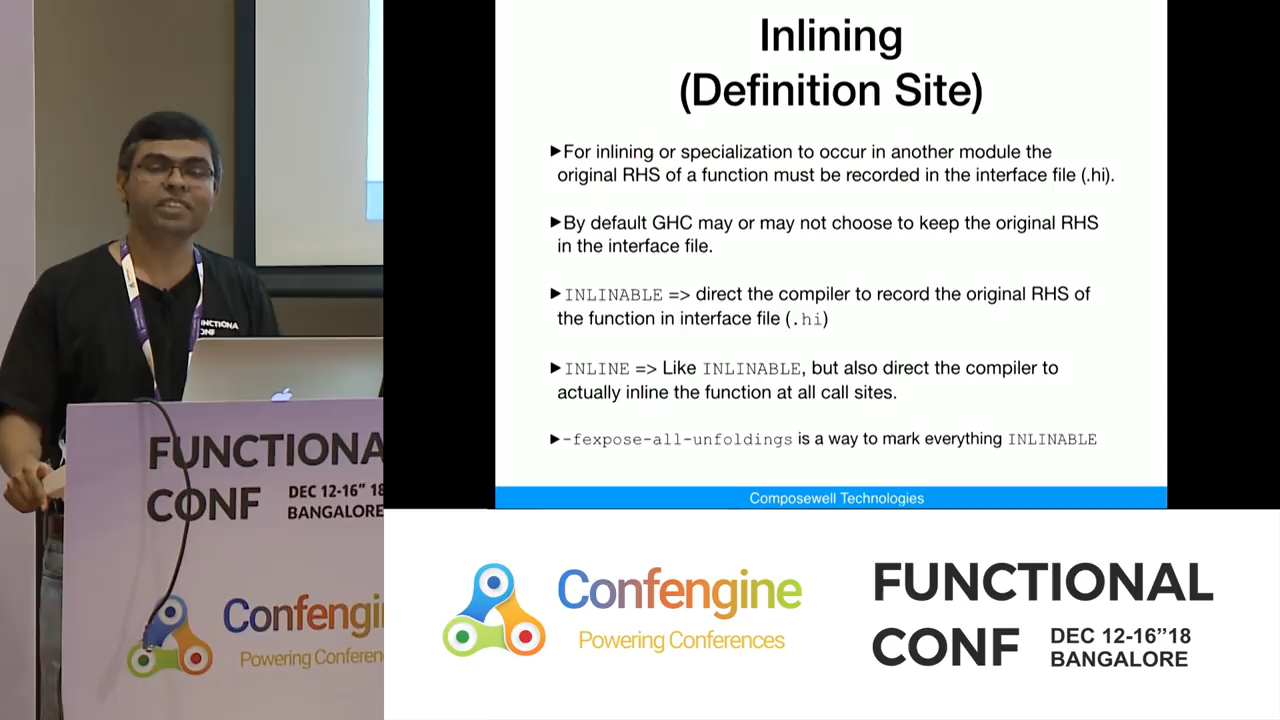 Inlining
(Definition Site)
▶For inlining or specialization to occur in another module the
original RHS of a function must be recorded in the interface file (.hi).
▶By default GHC may or may not choose to keep the original RHS
in the interface file.
▶INLINABLE => direct the compiler to record the original RHS of
the function in interface file (.hi)
▶INLINE => Like INLINABLE, but also direct the compiler to
actually inline the function at all call sites.
▶-fexpose-all-unfoldings is a way to mark everything INLINABLE
Composewell Technologies
Confengine
Powering Conferences
FUNCTIONAL
CONF
DEC 12-16"18
BANGALORE
FUNCTIONA
CONF
DEC 12-16" 18
BANGALORE
Confengin
Powering Conferen